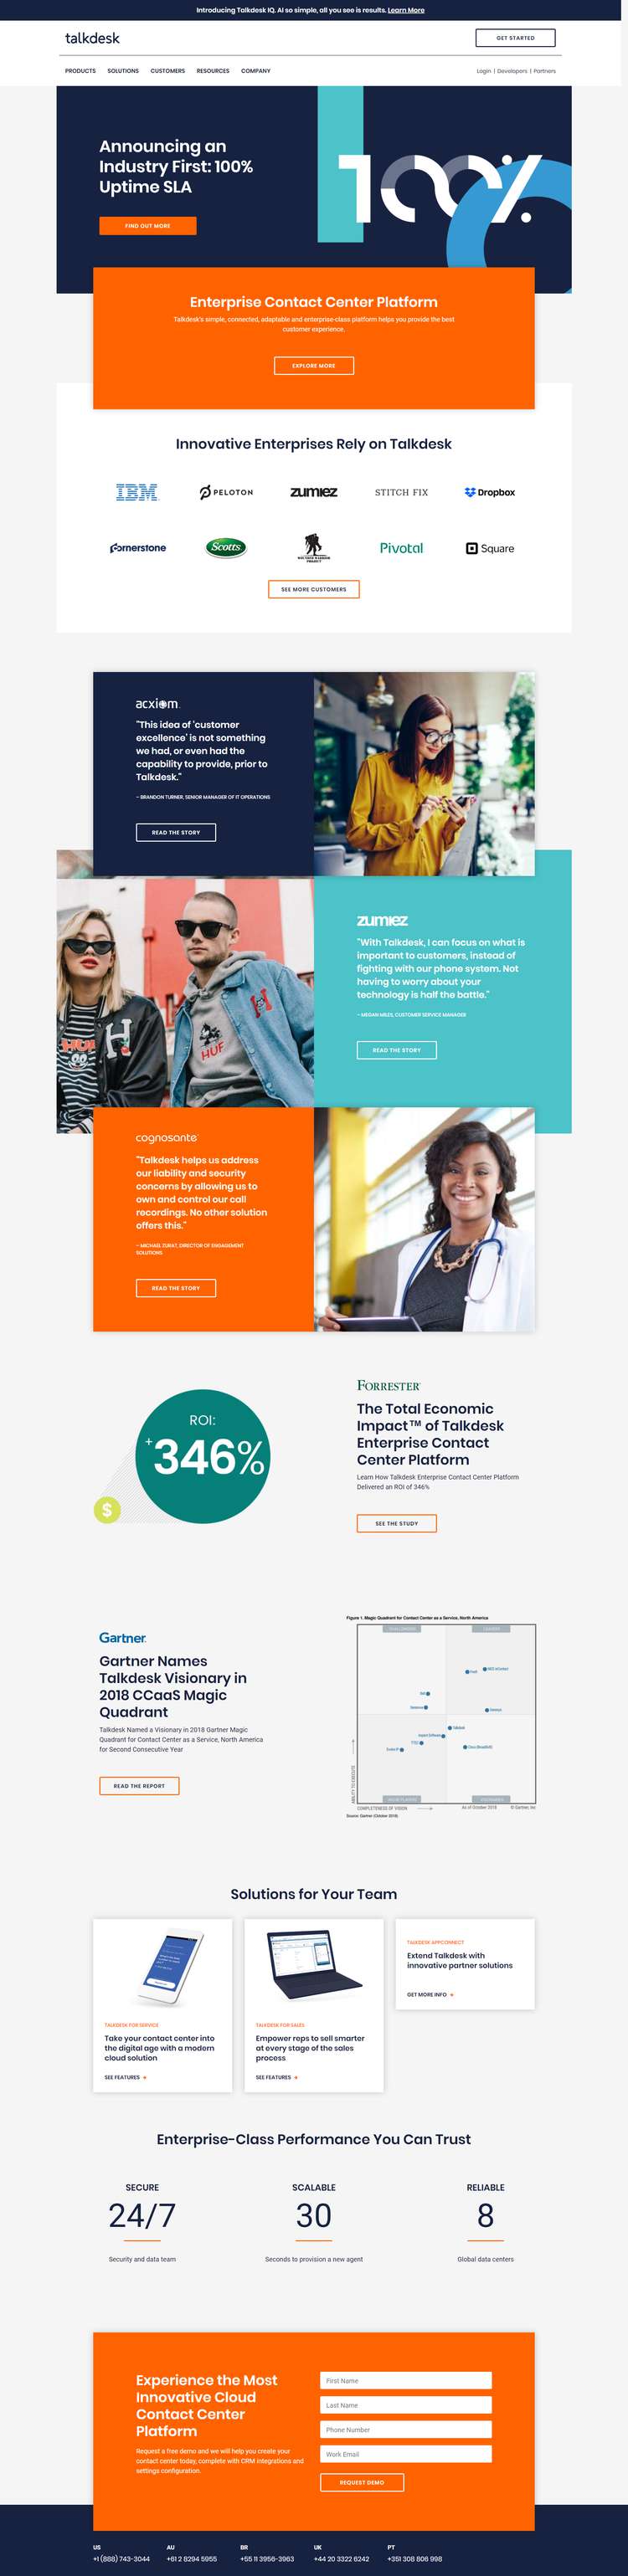 Introducing Talkdesk IQ. AI so simple, all you see is results. Learn More
talkdesk
GET STARTED
PRODUCTS SOLUTIONS CUSTOMERS RESOURCES COMPANY
Login | Developers | Partners
Announcing an
Industry First: 100%
Uptime SLA
FIND OUT MORE
100%
Enterprise Contact Center Platform
Talkdesk's simple, connected, adaptable and enterprise-class platform helps you provide the best
customer experience.
EXPLORE MORE
Innovative Enterprises Rely on Talkdesk
IBM PELOTON zumiez STITCH FIX Dropbox
Cornerstone Scotts Pivotal Square
WOUNDED WARRIOR
PROJECT
SEE MORE CUSTOMERS
acxiom.
"This idea of 'customer
excellence' is not something
we had, or even had the
capability to provide, prior to
Talkdesk."
– BRANDON TURNER, SENIOR MANAGER OF IT OPERATIONS
READ THE STORY
HUF
H
HUF
zumiez
"With Talkdesk, I can focus on what is
important to customers, instead of
fighting with our phone system. Not
having to worry about your
technology is half the battle."
– MEGAN MILES, CUSTOMER SERVICE MANAGER
READ THE STORY
cognosante
"Talkdesk helps us address
our liability and security
concerns by allowing us to
own and control our call
recordings. No other solution
offers this."
– MICHAEL ZURAT, DIRECTOR OF ENGAGEMENT
SOLUTIONS
READ THE STORY
ROI:
+346%
$
FORRESTER
The Total Economic
Impact™ of Talkdesk
Enterprise Contact
Center Platform
Learn How Talkdesk Enterprise Contact Center Platform
Delivered an ROI of 346%
SEE THE STUDY
Gartner
Gartner Names
Talkdesk Visionary in
2018 CCaaS Magic
Quadrant
Talkdesk Named a Visionary in 2018 Gartner Magic
Quadrant for Contact Center as a Service, North America
for Second Consecutive Year
READ THE REPORT
Figure 1. Magic Quadrant for Contact Center as a Service, North America
ABILITY TO EXECUTE
COMPLETENESS OF VISION
As of October 2018 © Gartner, Inc
Source: Gartner (October 2018)
Solutions for Your Team
TALKDESK FOR SERVICE
Take your contact center into
the digital age with a modern
cloud solution
SEE FEATURES
TALKDESK FOR SALES
Empower reps to sell smarter
at every stage of the sales
process
SEE FEATURES
TALKDESK APPCONNECT
Extend Talkdesk with
innovative partner solutions
GET MORE INFO
Enterprise-Class Performance You Can Trust
SECURE
24/7
Security and data team
SCALABLE
30
Seconds to provision a new agent
RELIABLE
8
Global data centers
Experience the Most
Innovative Cloud
Contact Center
Platform
Request a free demo and we will help you create your
contact center today, complete with CRM integrations and
settings configuration.
First Name
Last Name
Phone Number
Work Email
REQUEST DEMO
US AU BR UK PT
+1 (888) 743-3044 +61 2 8294 5955 +55 11 3956-3963 +44 20 3322 6242 +351 308 806 998